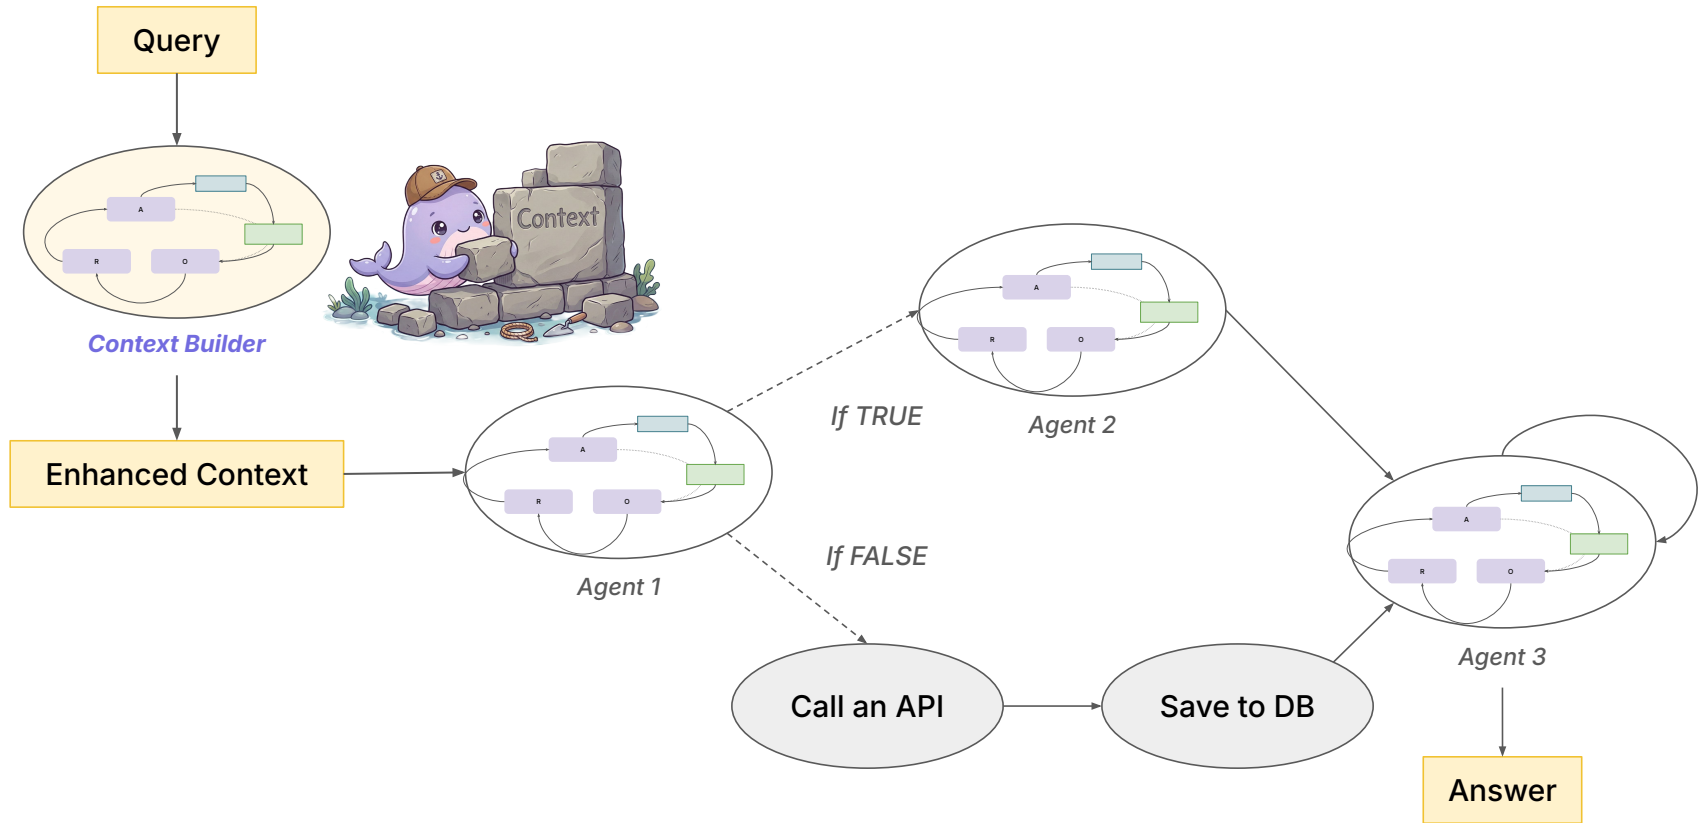 Query
A
R
O
Context Builder
Context
Enhanced Context
A
R
O
Agent 1
If TRUE
If FALSE
A
R
O
Agent 2
Call an API
Save to DB
A
R
O
Agent 3
Answer